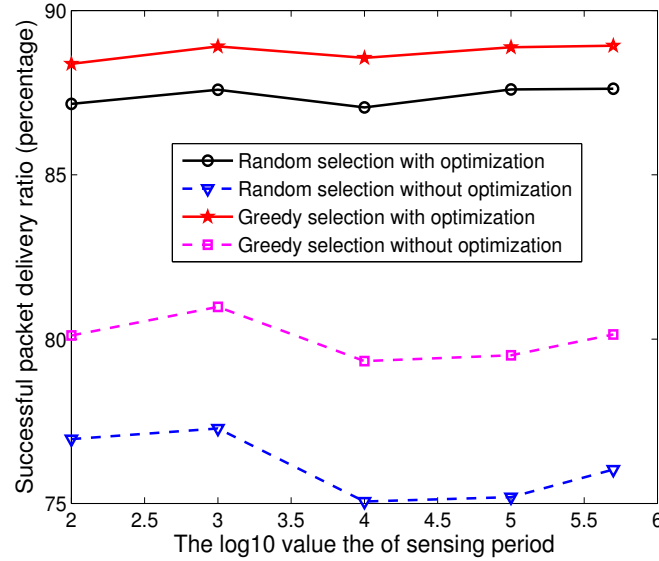 90
85
80
75
Successful packet delivery ratio (percentage)
Random selection with optimization
Random selection without optimization
Greedy selection with optimization
Greedy selection without optimization
2 2.5 3 3.5 4 4.5 5 5.5 6
The log10 value the of sensing period